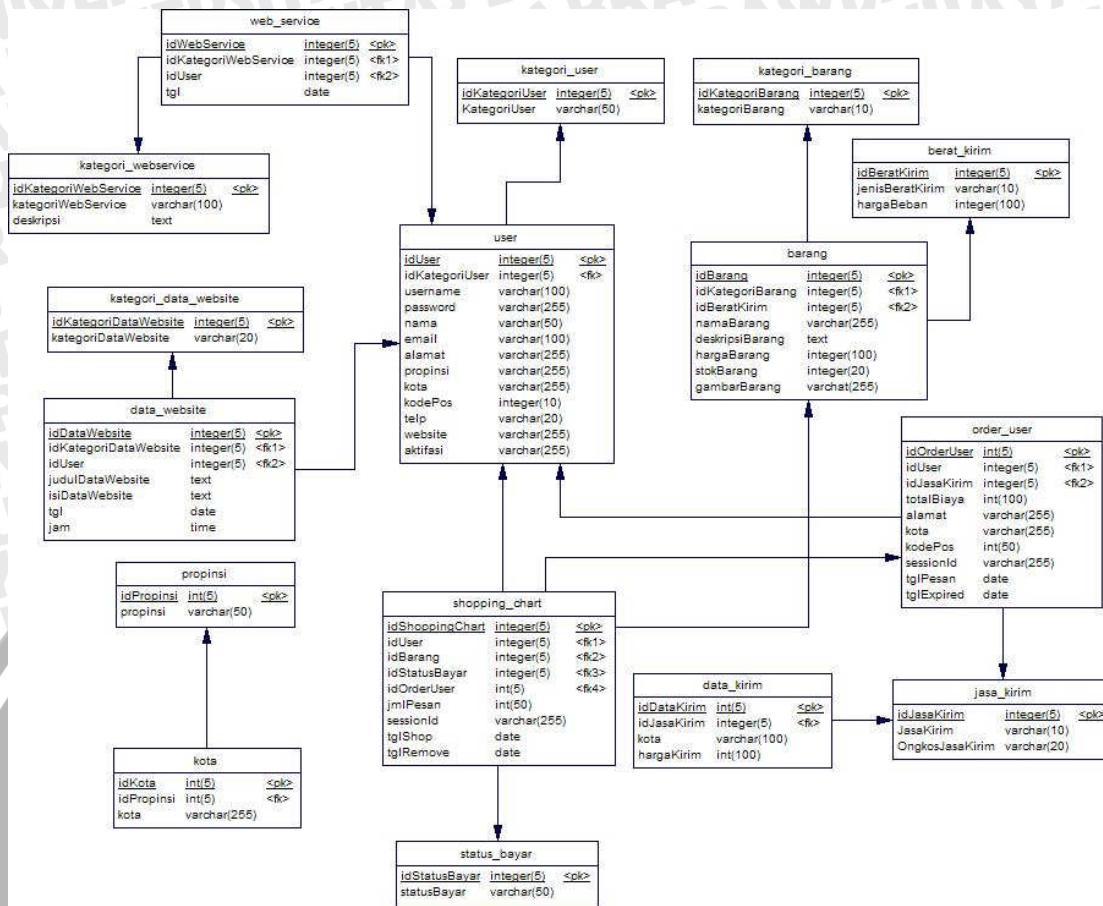 web_service
idWebService integer(5) <pk>
idKategoriWebService integer(5) <fk1>
idUser integer(5) <fk2>
tgl date
kategori_user
idKategoriUser integer(5) <pk>
KategoriUser varchar(50)
kategori_barang
idKategoriBarang integer(5) <pk>
kategoriBarang varchar(10)
kategori_webservice
idKategoriWebService integer(5) <pk>
kategoriWebService varchar(100)
deskripsi text
berat_kirim
idBeratKirim integer(5) <pk>
jenisBeratKirim varchar(10)
hargaBeban integer(100)
user
idUser integer(5) <pk>
idKategoriUser integer(5) <fk>
username varchar(100)
password varchar(255)
nama varchar(50)
email varchar(100)
alamat varchar(255)
propinsi varchar(255)
kota varchar(255)
kodePos integer(10)
telp varchar(20)
website varchar(255)
aktifasi varchar(255)
barang
idBarang integer(5) <pk>
idKategoriBarang integer(5) <fk1>
idBeratKirim integer(5) <fk2>
namaBarang varchar(255)
deskripsiBarang text
hargaBarang integer(100)
stokBarang integer(20)
gambarBarang varchat(255)
kategori_data_website
idKategoriDataWebsite integer(5) <pk>
kategoriDataWebsite varchar(20)
data_website
idDataWebsite integer(5) <pk>
idKategoriDataWebsite integer(5) <fk1>
idUser integer(5) <fk2>
judulDataWebsite text
isiDataWebsite text
tgl date
jam time
order_user
idOrderUser int(5) <pk>
idUser integer(5) <fk1>
idJasaKirim integer(5) <fk2>
totalBiaya int(100)
alamat varchar(255)
kota varchar(255)
kodePos int(50)
sessionId varchar(255)
tglPesan date
tglExpired date
propinsi
idPropinsi int(5) <pk>
propinsi varchar(50)
shopping_chart
idShoppingChart integer(5) <pk>
idUser integer(5) <fk1>
idBarang integer(5) <fk2>
idStatusBayar integer(5) <fk3>
idOrderUser int(5) <fk4>
jmlPesan int(50)
sessionId varchar(255)
tglShop date
tglRemove date
data_kirim
idDataKirim int(5) <pk>
idJasaKirim integer(5) <fk>
kota varchar(100)
hargaKirim int(100)
jasa_kirim
idJasaKirim integer(5) <pk>
JasaKirim varchar(10)
OngkosJasaKirim varchar(20)
kota
idKota int(5) <pk>
idPropinsi int(5) <fk>
kota varchar(255)
status_bayar
idStatusBayar integer(5) <pk>
statusBayar varchar(50)